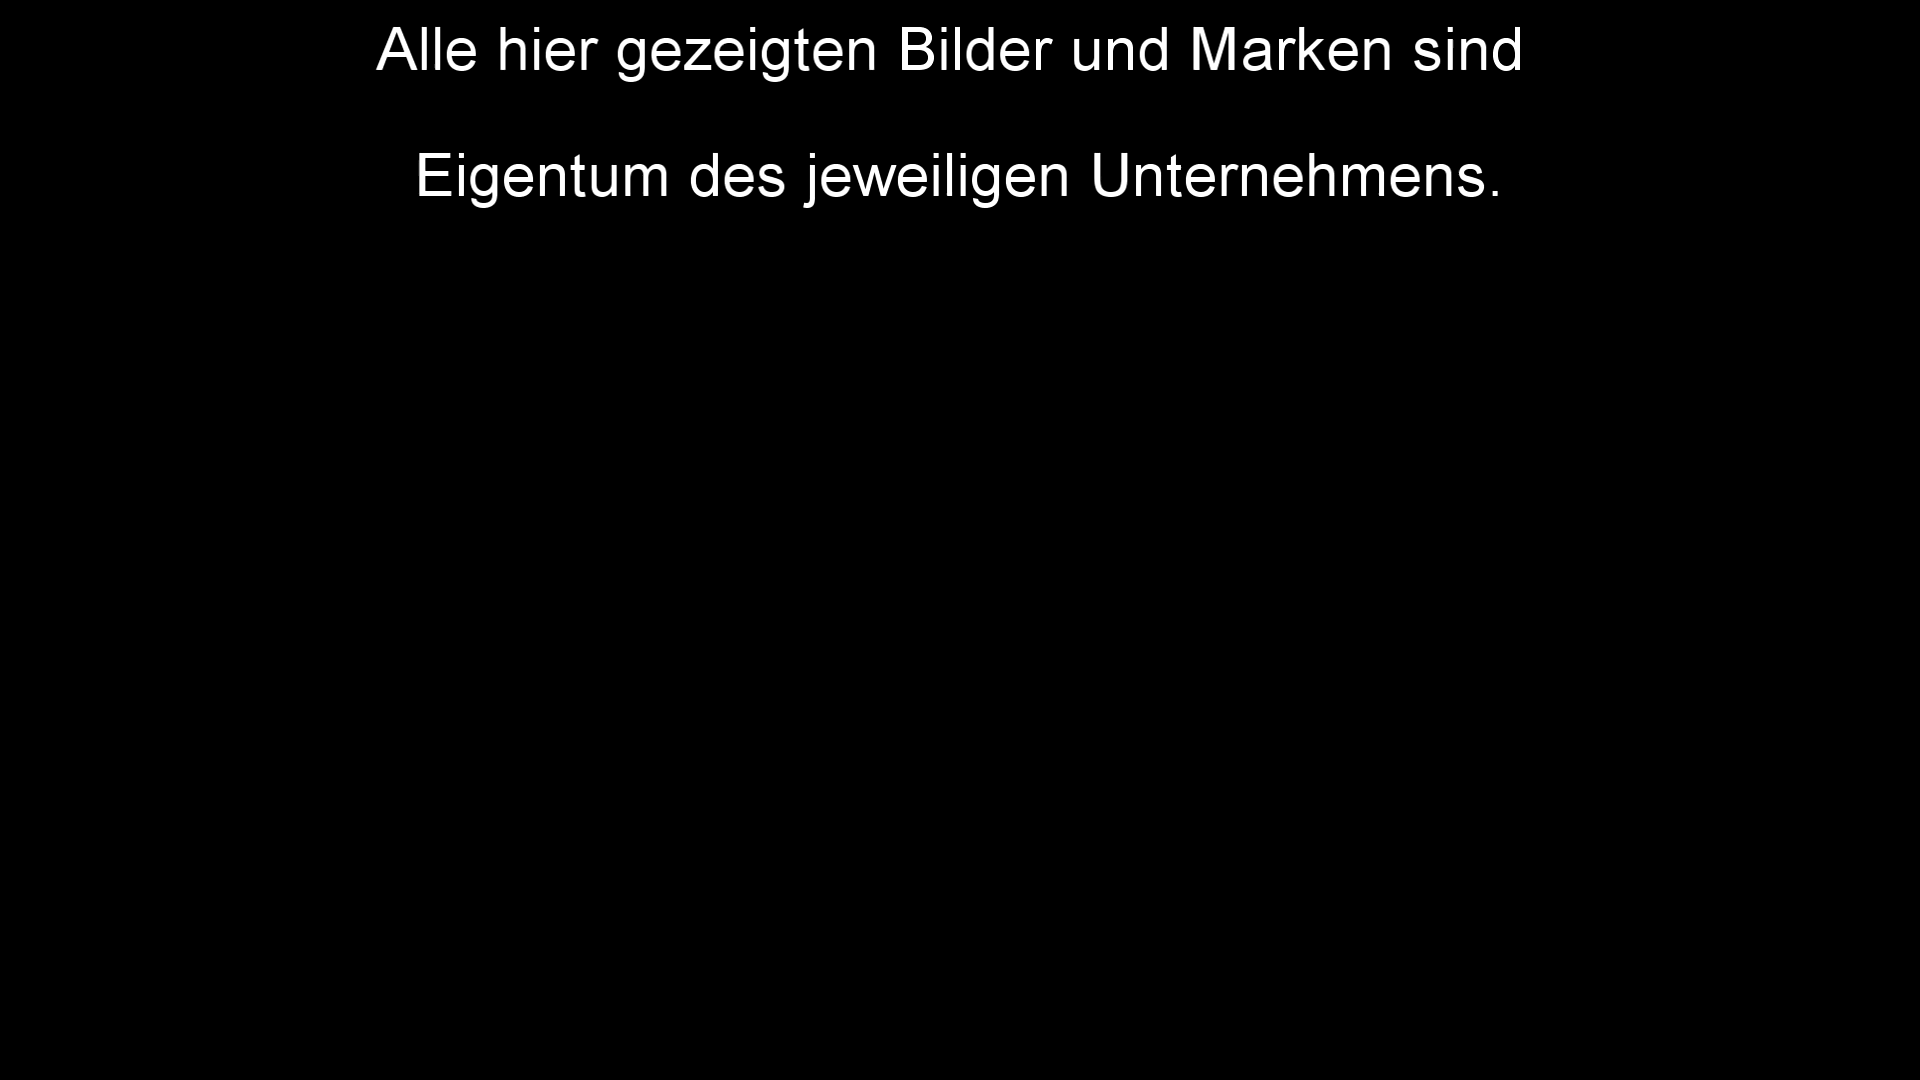 Alle hier gezeigten Bilder und Marken sind
Eigentum des jeweiligen Unternehmens.